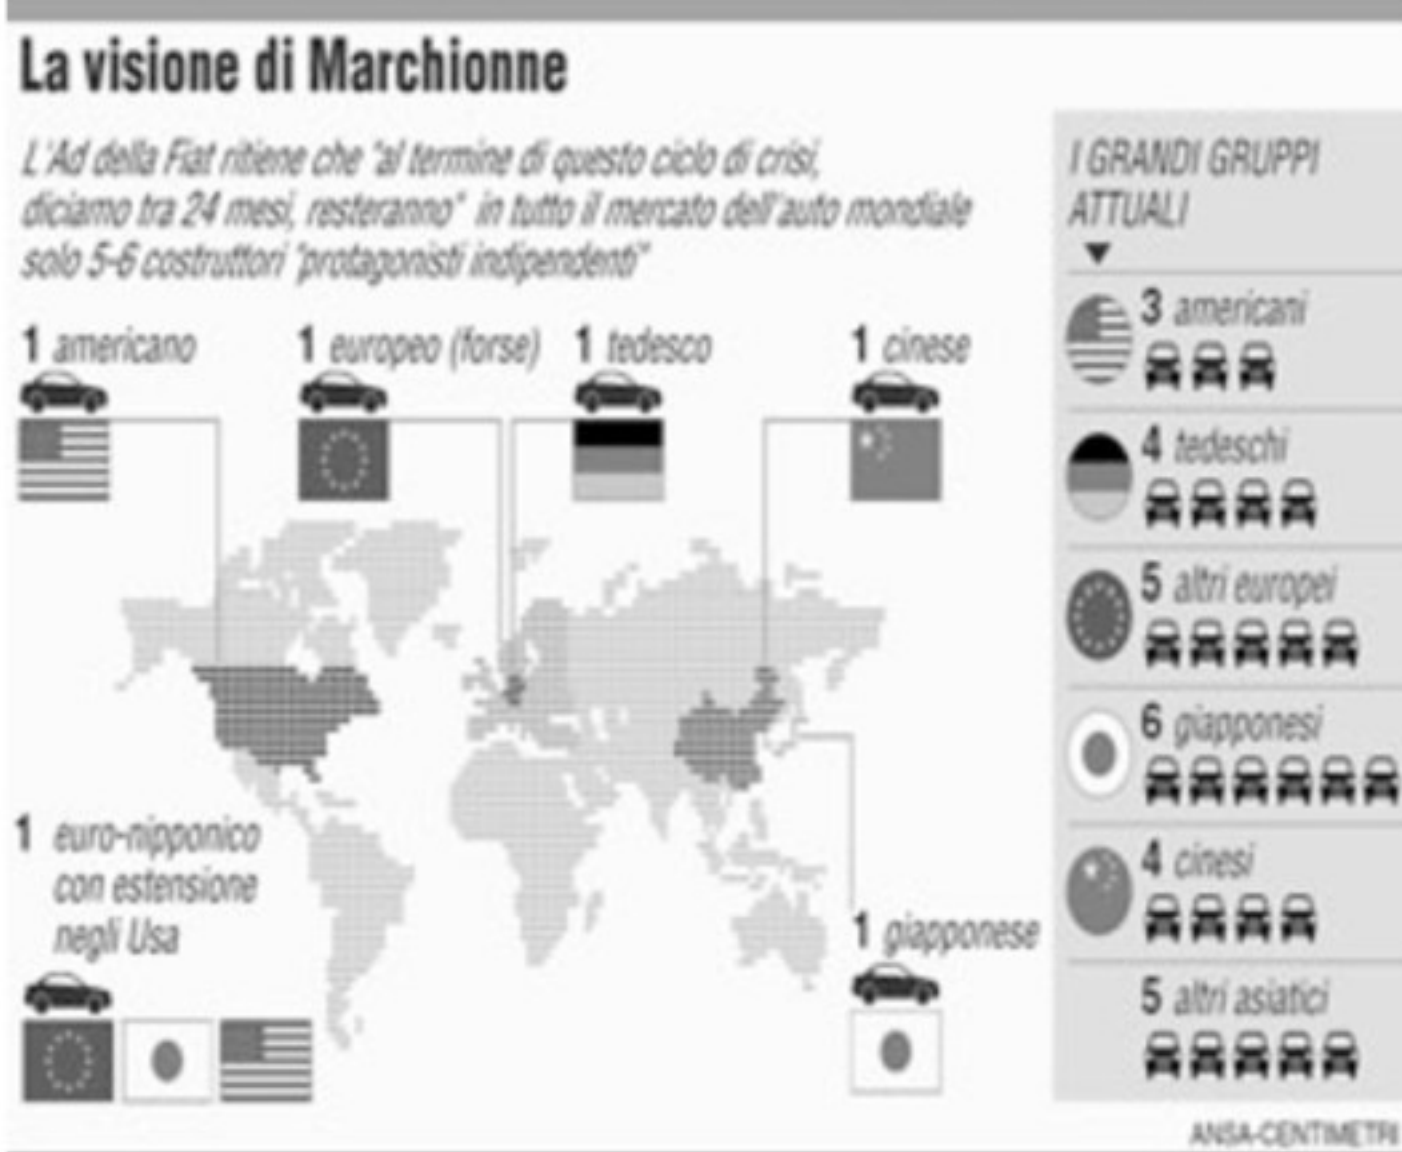 La visione di Marchionne
L'Ad della Fiat ritiene che "al termine di questo ciclo di crisi,
diciamo tra 24 mesi, resteranno" in tutto il mercato dell'auto mondiale
solo 5-6 costruttori "protagonisti indipendenti"
1 americano
1 europeo (forse)
1 tedesco
1 cinese
1 euro-nipponico
con estensione
negli Usa
1 giapponese
I GRANDI GRUPPI
ATTUALI
3 americani
4 tedeschi
5 altri europei
6 giapponesi
4 cinesi
5 altri asiatici
ANSA-CENTIMETRI